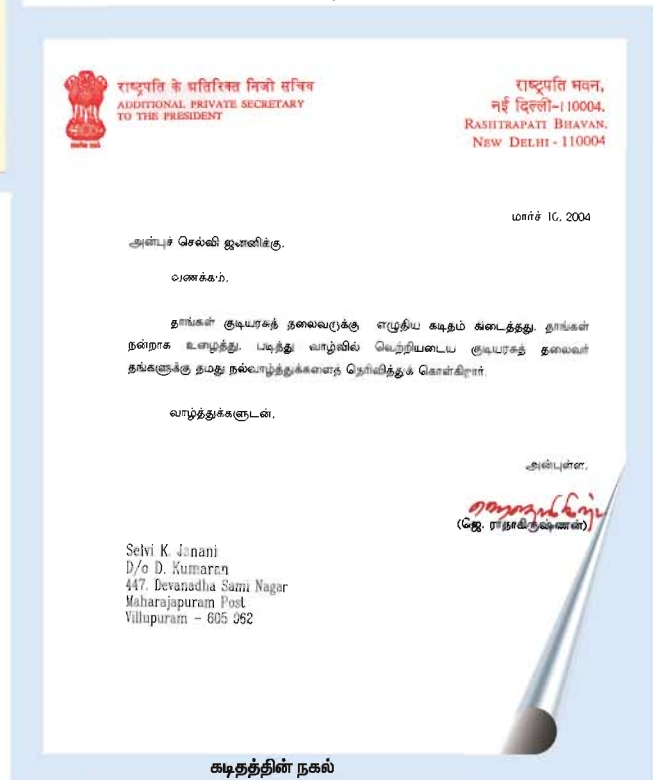 राष्ट्रपति के अतिरिक्त निजी सचिव
ADDITIONAL PRIVATE SECRETARY
TO THE PRESIDENT
राष्ट्रपति भवन,
नई दिल्ली-110004.
RASHTRAPATI BHAVAN,
NEW DELHI - 110004
மார்ச் 10, 2004
அன்புச் செல்வி ஜனனிக்கு,
வணக்கம்,
தாங்கள் குடியரசுத் தலைவருக்கு எழுதிய கடிதம் கிடைத்தது. தாங்கள்
நன்றாக உழைத்து, படித்து வாழ்வில் வெற்றியடைய குடியரசுத் தலைவர்
தங்களுக்கு தமது நல்வாழ்த்துக்களைத் தெரிவித்துக் கொள்கிறார்.
வாழ்த்துக்களுடன்,
அன்புள்ள,
(ஜே. ராதாகிருஷ்ணன்)
Selvi K. Janani
D/o D. Kumaran
447, Devanadha Sami Nagar
Maharajapuram Post
Villupuram - 605
கடிதத்தின் நகல்